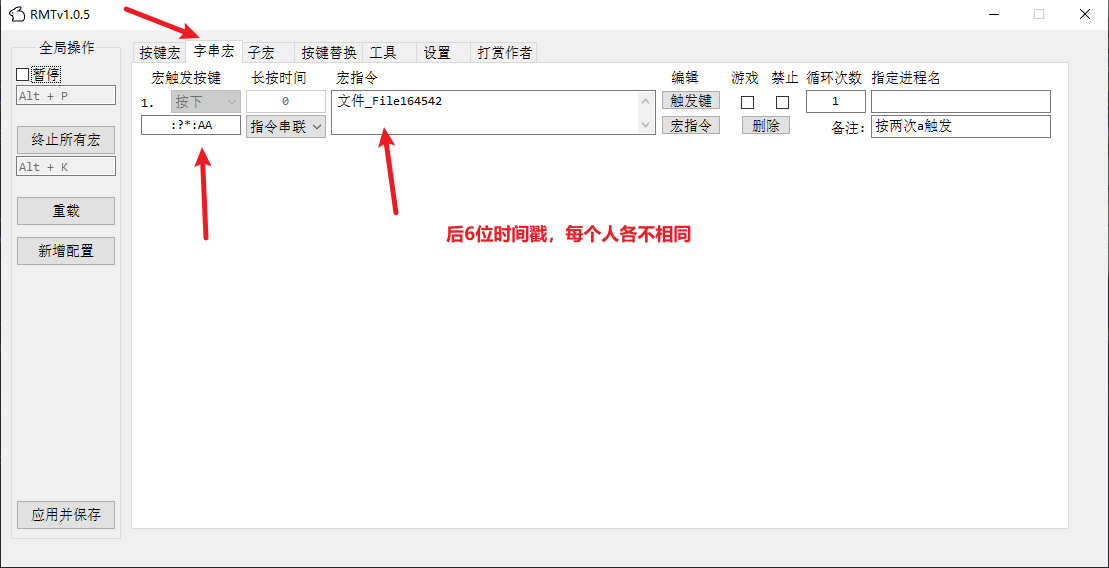 RMTv1.0.5
全局操作
暂停
Alt + P
终止所有宏
Alt + K
重载
新增配置
应用并保存
按键宏 字串宏 子宏 按键替换 工具 设置 打赏作者
宏触发按键 长按时间 宏指令 编辑 游戏 禁止 循环次数 指定进程名
1. 按下 0 文件_File164542 触发键 1
:?*:AA 指令串联 宏指令 删除 备注: 按两次a触发
后6位时间戳，每个人各不相同